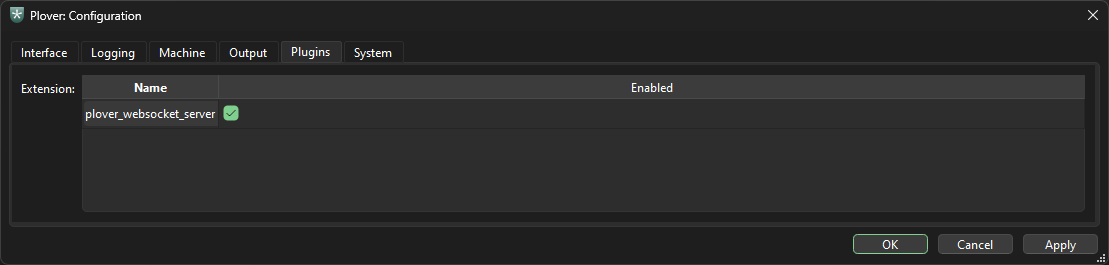 Plover: Configuration
Interface Logging Machine Output Plugins System
Extension: Name Enabled
plover_websocket_server
OK Cancel Apply